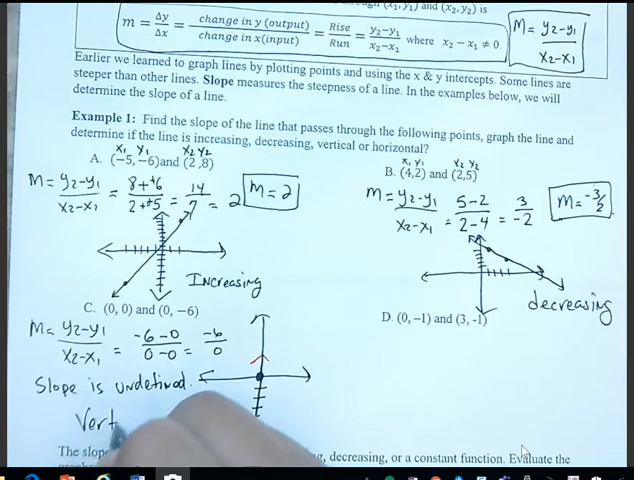 (x₁, y₁) and (x₂, y₂) is
m = Δy/Δx = change in y (output)/change in x(input) = Rise/Run = y₂−y₁/x₂−x₁ where x₂ − x₁ ≠ 0.
M = y₂-y₁/x₂-x₁
Earlier we learned to graph lines by plotting points and using the x & y intercepts. Some lines are
steeper than other lines. Slope measures the steepness of a line. In the examples below, we will
determine the slope of a line.
Example 1: Find the slope of the line that passes through the following points, graph the line and
determine if the line is increasing, decreasing, vertical or horizontal?
x₁ y₁ x₂ y₂
A. (−5, −6) and (2,8)
M = y₂-y₁/x₂-x₁ = 8++6/2++5 = 14/7 = 2 M=2
Increasing
x₁ y₁ x₂ y₂
B. (4,2) and (2,5)
M = y₂-y₁/x₂-x₁ = 5-2/2-4 = 3/-2 M=-3/2
decreasing
C. (0, 0) and (0, −6)
M= y₂-y₁/x₂-x₁ = -6-0/0-0 = -6/0
Slope is undefined.
Vert
D. (0, −1) and (3, -1)
The slop
, decreasing, or a constant function. Evaluate the